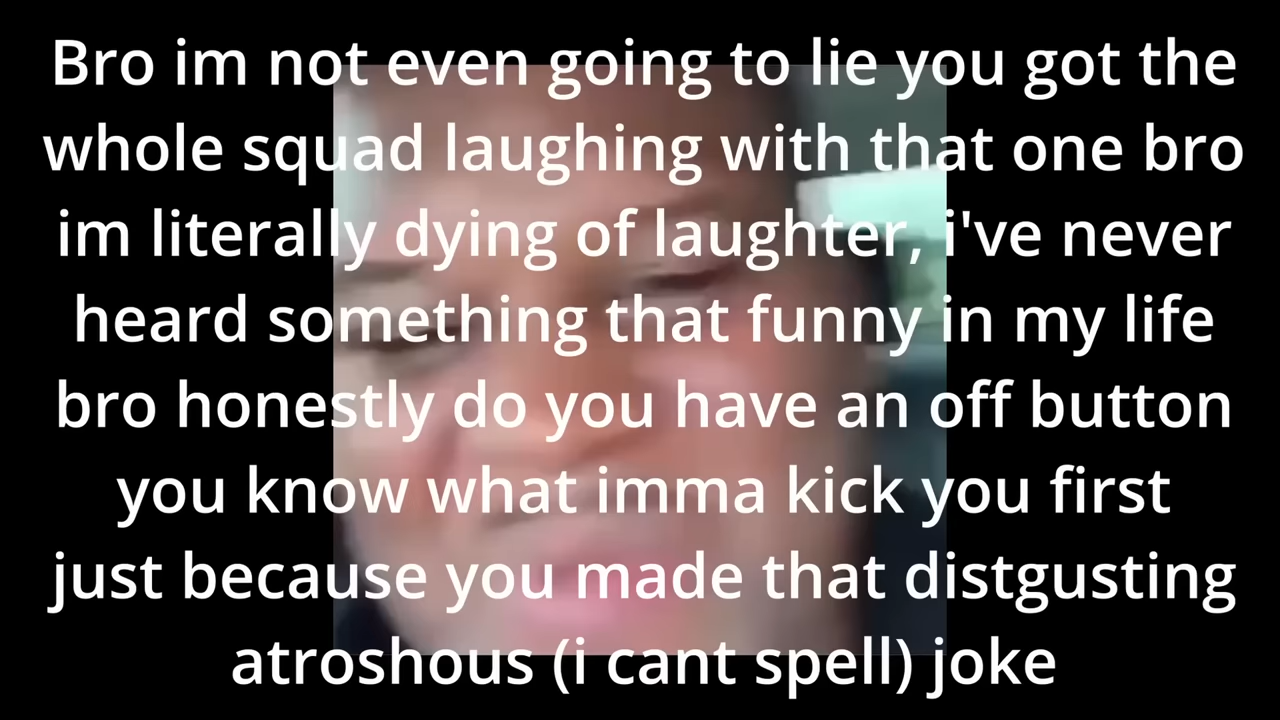 Bro im not even going to lie you got the
whole squad laughing with that one bro
im literally dying of laughter, i've never
heard something that funny in my life
bro honestly do you have an off button
you know what imma kick you first
just because you made that distgusting
atroshous (i cant spell) joke